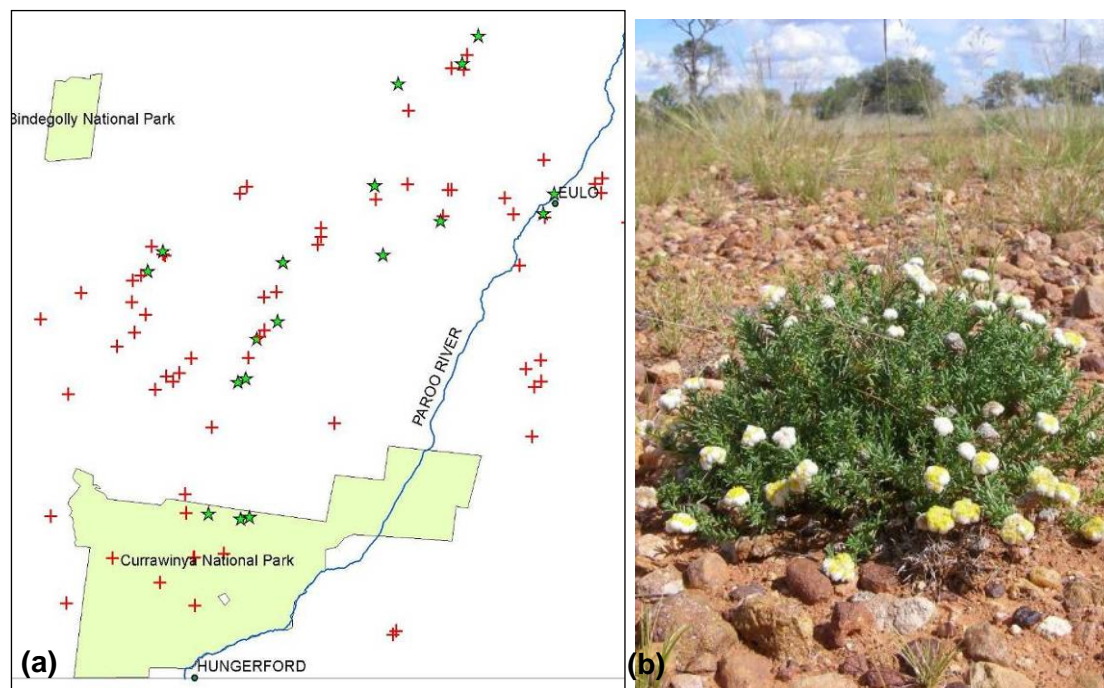 Bindegolly National Park
EULO
PAROO RIVER
Currawinya National Park
HUNGERFORD
(a)
(b)